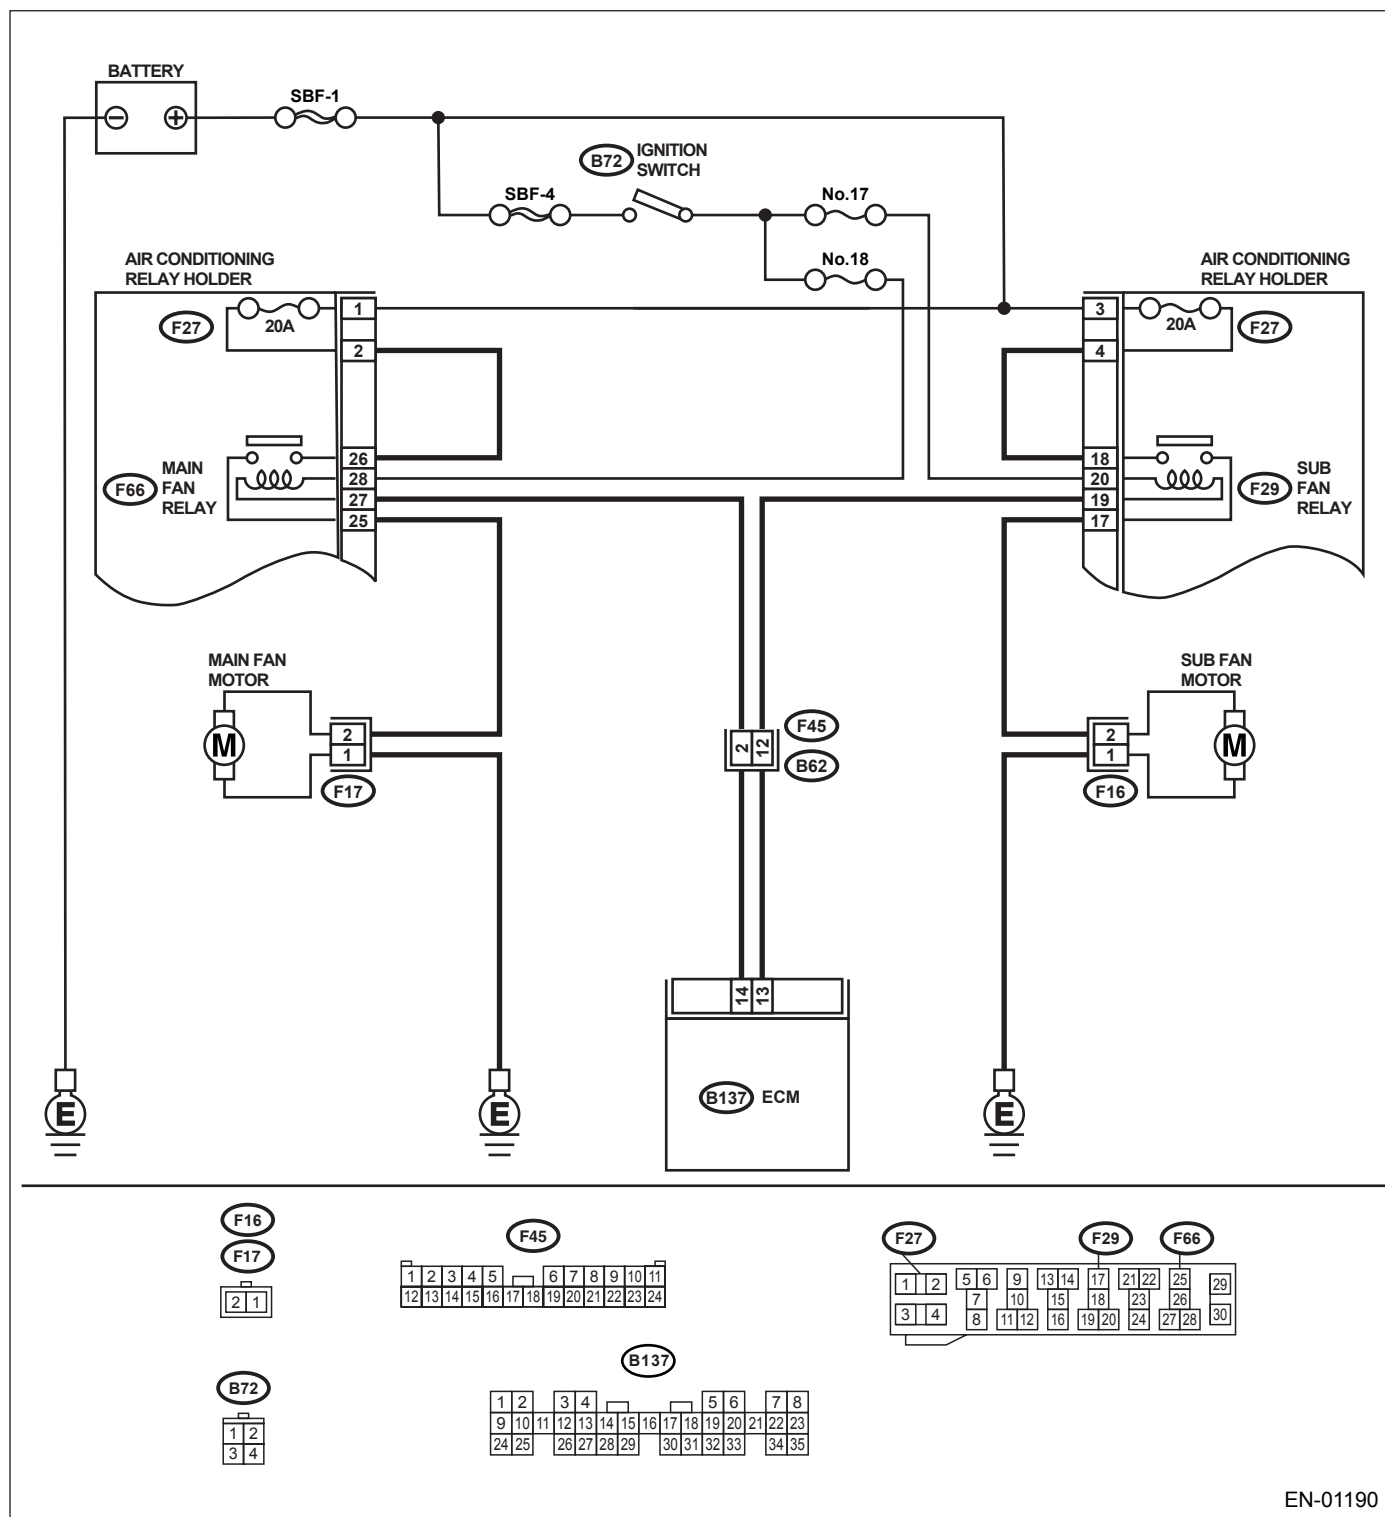 BATTERY
SBF-1
B72
IGNITION
SWITCH
SBF-4
No.17
No.18
AIR CONDITIONING
RELAY HOLDER
AIR CONDITIONING
RELAY HOLDER
F27
20A
1
2
3
4
20A
F27
F66
MAIN
FAN
RELAY
26
28
27
25
18
20
19
17
F29
SUB
FAN
RELAY
MAIN FAN
MOTOR
M
2
1
F17
2 12
F45
B62
SUB FAN
MOTOR
2
1
M
F16
14 13
B137 ECM
E
E
E
F16
F17
2 1
F45
1 2 3 4 5 6 7 8 9 10 11
12 13 14 15 16 17 18 19 20 21 22 23 24
F27 F29 F66
1 2 5 6 9 13 14 17 21 22 25 29
7 10 15 18 23 26
3 4 8 11 12 16 19 20 24 27 28 30
B72
1 2
3 4
B137
1 2 3 4 5 6 7 8
9 10 11 12 13 14 15 16 17 18 19 20 21 22 23
24 25 26 27 28 29 30 31 32 33 34 35
EN-01190